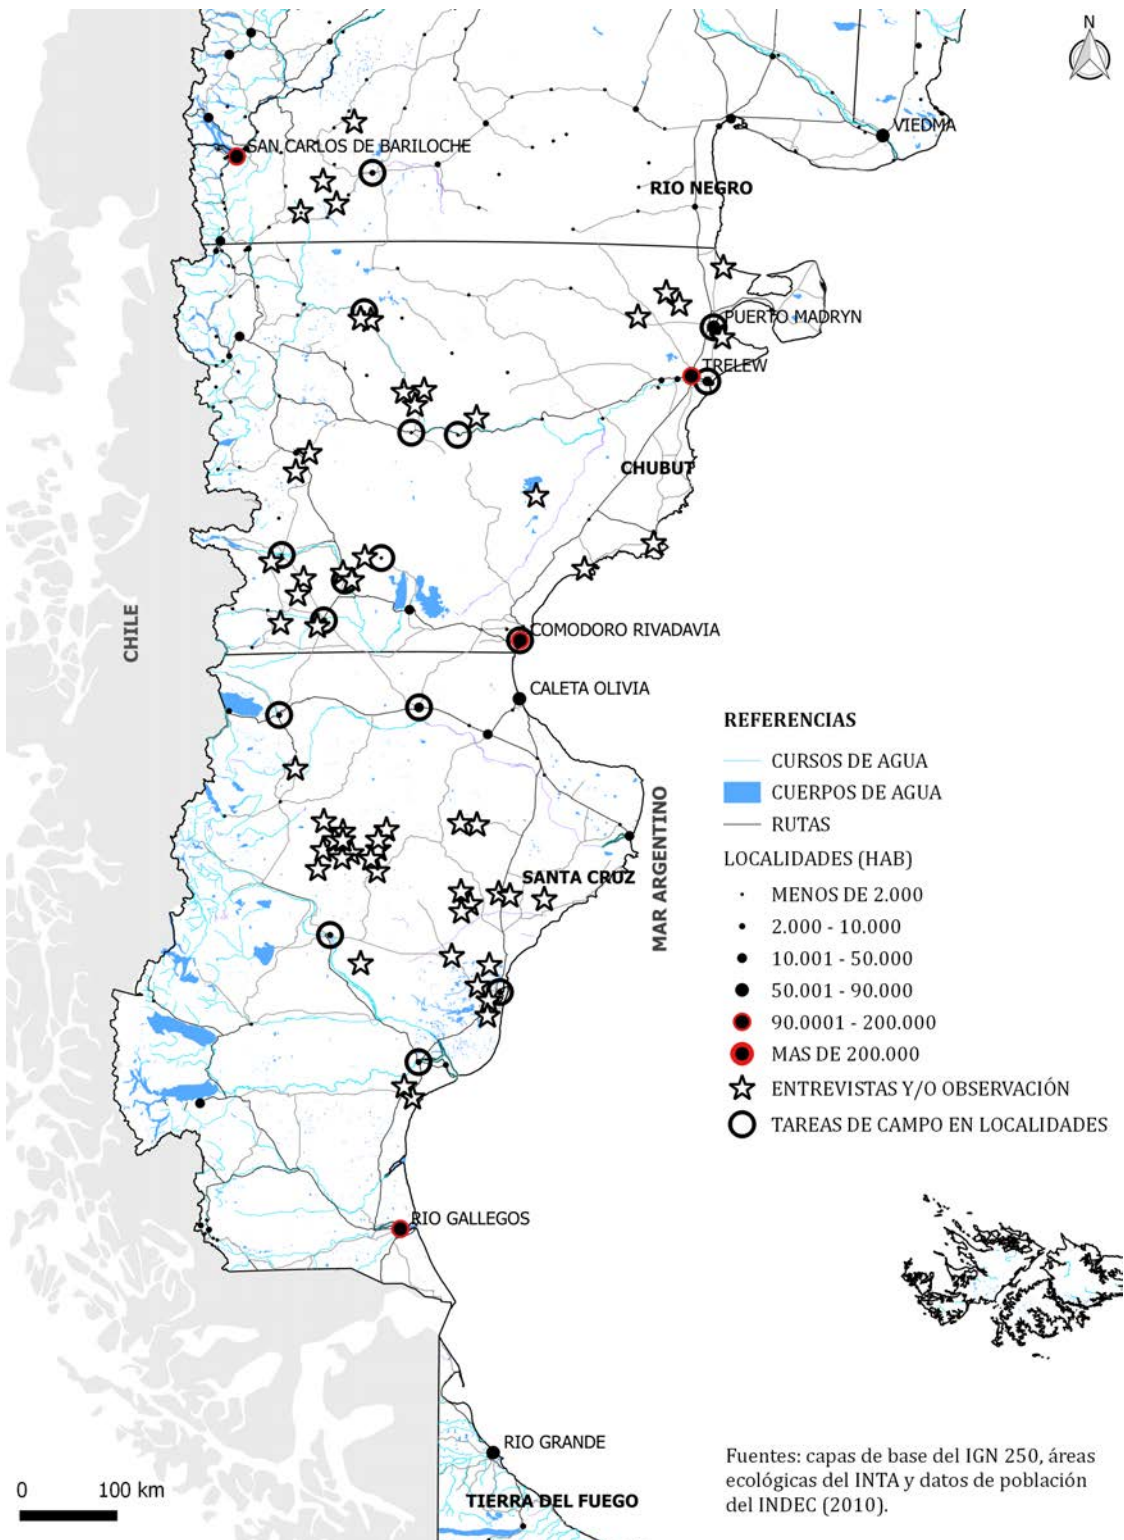 N
VIEDMA
SAN CARLOS DE BARILOCHE
RIO NEGRO
PUERTO MADRYN
TRELEW
CHUBUT
CHILE
COMODORO RIVADAVIA
CALETA OLIVIA
MAR ARGENTINO
SANTA CRUZ
REFERENCIAS
CURSOS DE AGUA
CUERPOS DE AGUA
RUTAS
LOCALIDADES (HAB)
MENOS DE 2.000
2.000 - 10.000
10.001 - 50.000
50.001 - 90.000
90.0001 - 200.000
MAS DE 200.000
ENTREVISTAS Y/O OBSERVACIÓN
TAREAS DE CAMPO EN LOCALIDADES
RIO GALLEGOS
RIO GRANDE
TIERRA DEL FUEGO
0 100 km
Fuentes: capas de base del IGN 250, áreas
ecológicas del INTA y datos de población
del INDEC (2010).